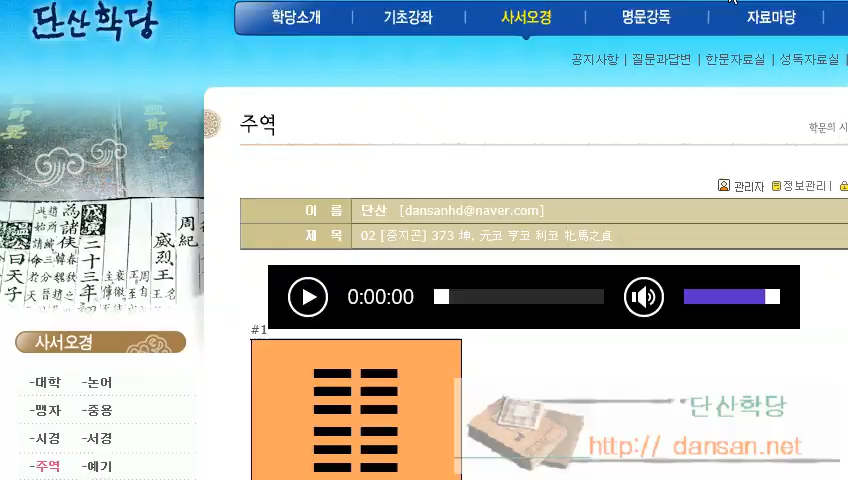 단산학당
학당소개 | 기초강좌 | 사서오경 | 명문강독 | 자료마당 |
공지사항 | 질문과답변 | 한문자료실 | 성독자료실 |
주역
학문의 시
관리자 정보관리 |
이 름 단산 [dansanhd@naver.com]
제 목 02 [중지곤] 373 坤, 元코 亨코 利코 牝馬之貞
0:00:00
#1
周紀
威烈王
二十三年初
爲諸侯
曰天子
사서오경
-대학 -논어
-맹자 -중용
-시경 -서경
-주역 -예기
단산학당
http:// dansan.net